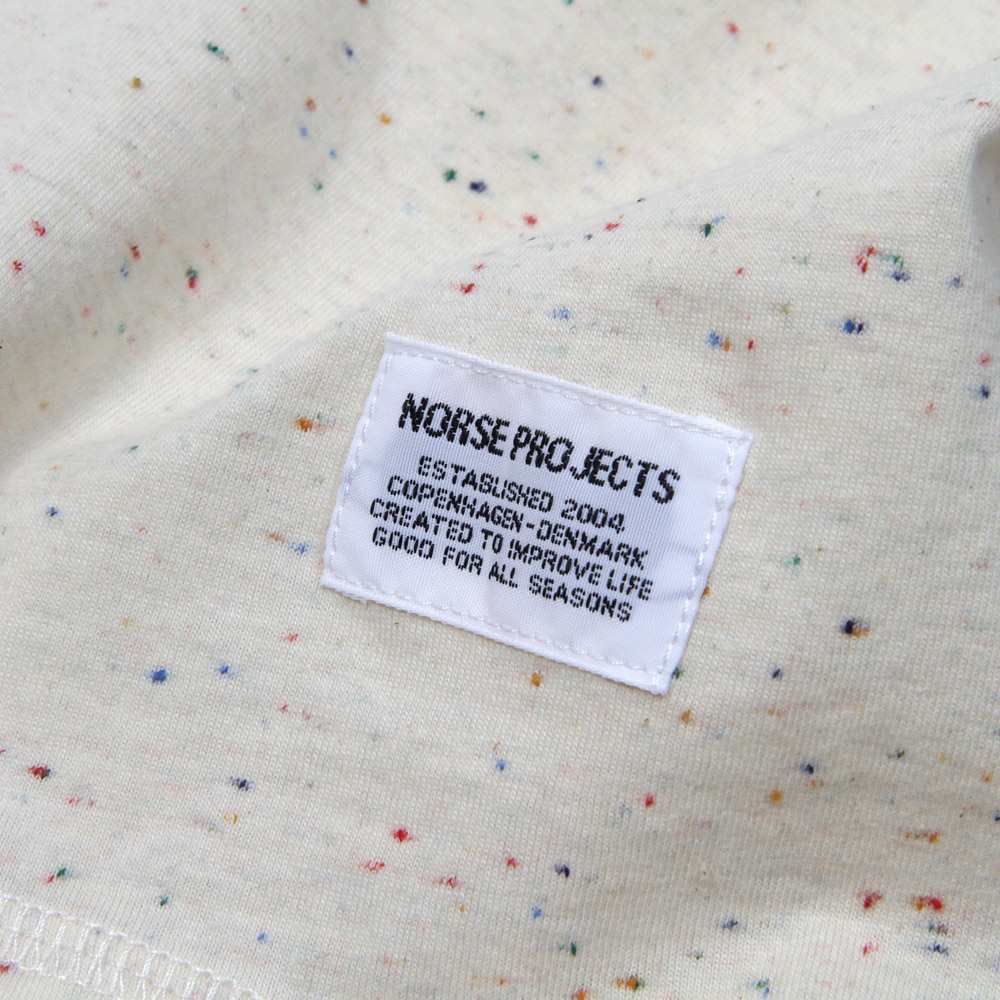 NORSE PROJECTS
ESTABLISHED 2004
COPENHAGEN-DENMARK
CREATED TO IMPROVE LIFE
GOOD FOR ALL SEASONS